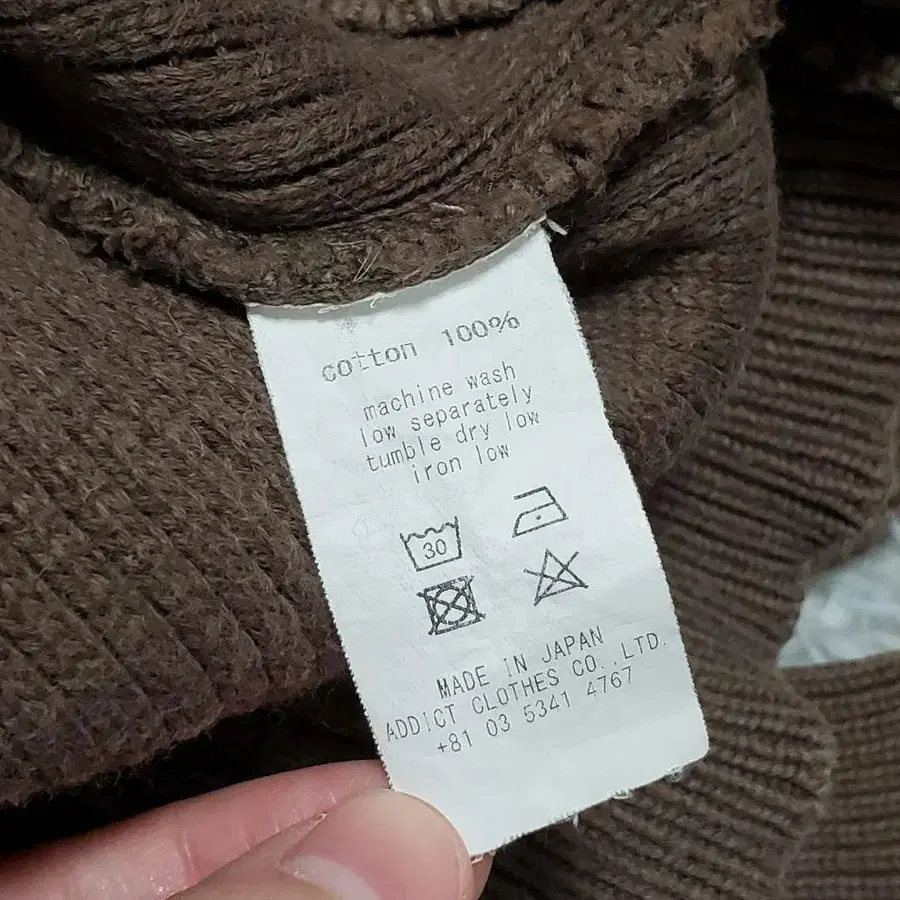 cotton 100%
machine wash
low separately
tumble dry low
iron low
30
MADE IN JAPAN
ADDICT CLOTHES CO.,LTD.
+81 03 5341 4767